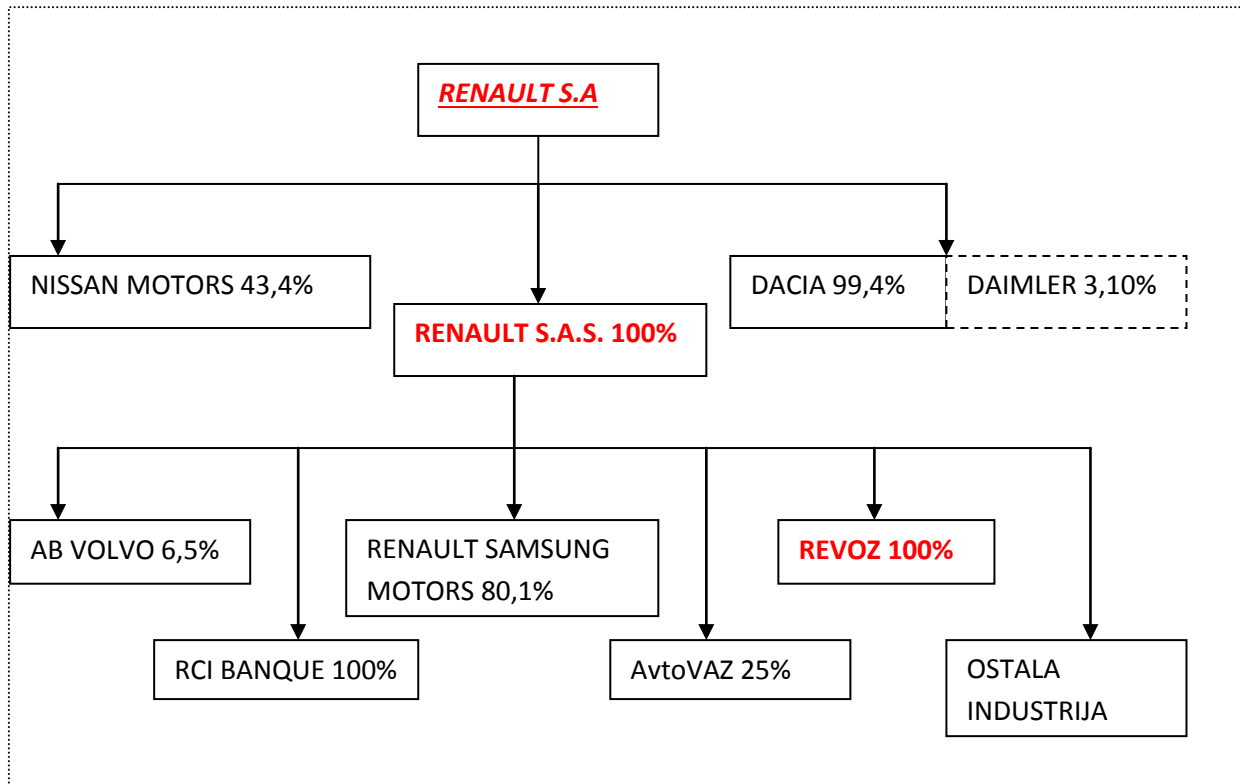 RENAULT S.A
NISSAN MOTORS 43,4%
DACIA 99,4%
DAIMLER 3,10%
RENAULT S.A.S. 100%
AB VOLVO 6,5%
RENAULT SAMSUNG
MOTORS 80,1%
REVOZ 100%
RCI BANQUE 100%
AvtoVAZ 25%
OSTALA
INDUSTRIJA